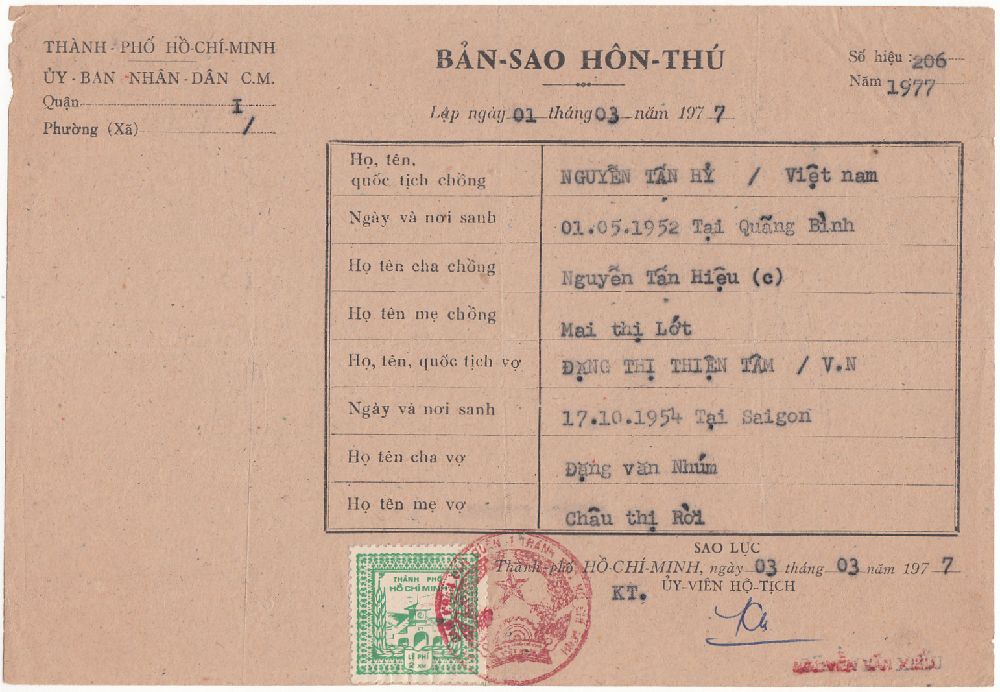 THÀNH-PHỐ HỒ-CHÍ-MINH
ỦY-BAN NHÂN-DÂN C.M.
Quận I
Phường (Xã) /
BẢN-SAO HÔN-THÚ
Số hiệu : 206
Năm 1977
Lập ngày 01 tháng 03 năm 1977
Họ, tên, quốc tịch chồng
NGUYỄN TẤN HỶ / Việt nam
Ngày và nơi sanh
01.05.1952 Tại Quãng Bình
Họ tên cha chồng
Nguyễn Tấn Hiệu (c)
Họ tên mẹ chồng
Mai thị Lớt
Họ, tên, quốc tịch vợ
ĐẶNG THỊ THIỆN TÂM / V.N
Ngày và nơi sanh
17.10.1954 Tại Saigon
Họ tên cha vợ
Đặng văn Nhúm
Họ tên mẹ vợ
Châu thị Rồi
SAO LỤC
Thành-phố HỒ-CHÍ-MINH, ngày 03 tháng 03 năm 1977
KT. ỦY-VIÊN HỘ-TỊCH
THÀNH PHỐ
HỒ CHÍ MINH
LỆ PHÍ